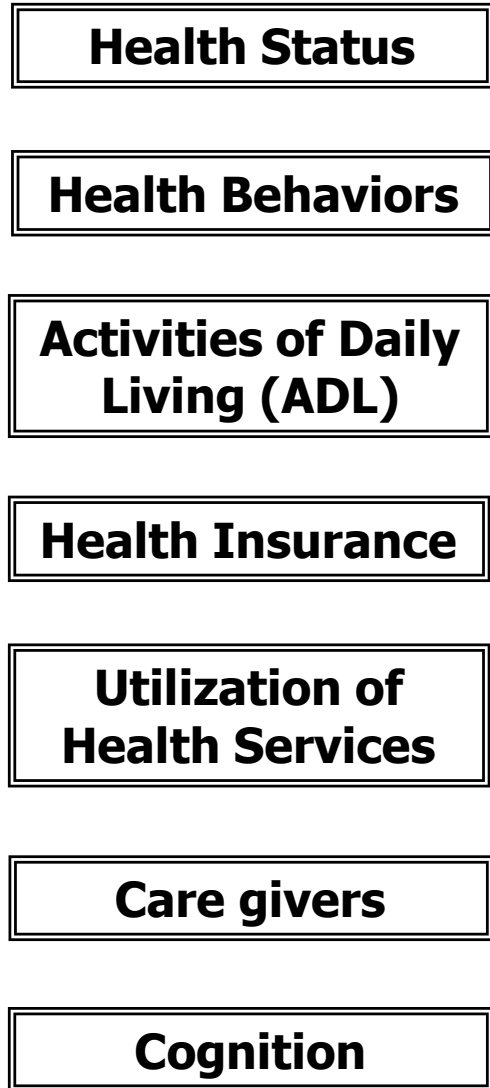 Health Status
Health Behaviors
Activities of Daily
Living (ADL)
Health Insurance
Utilization of
Health Services
Care givers
Cognition